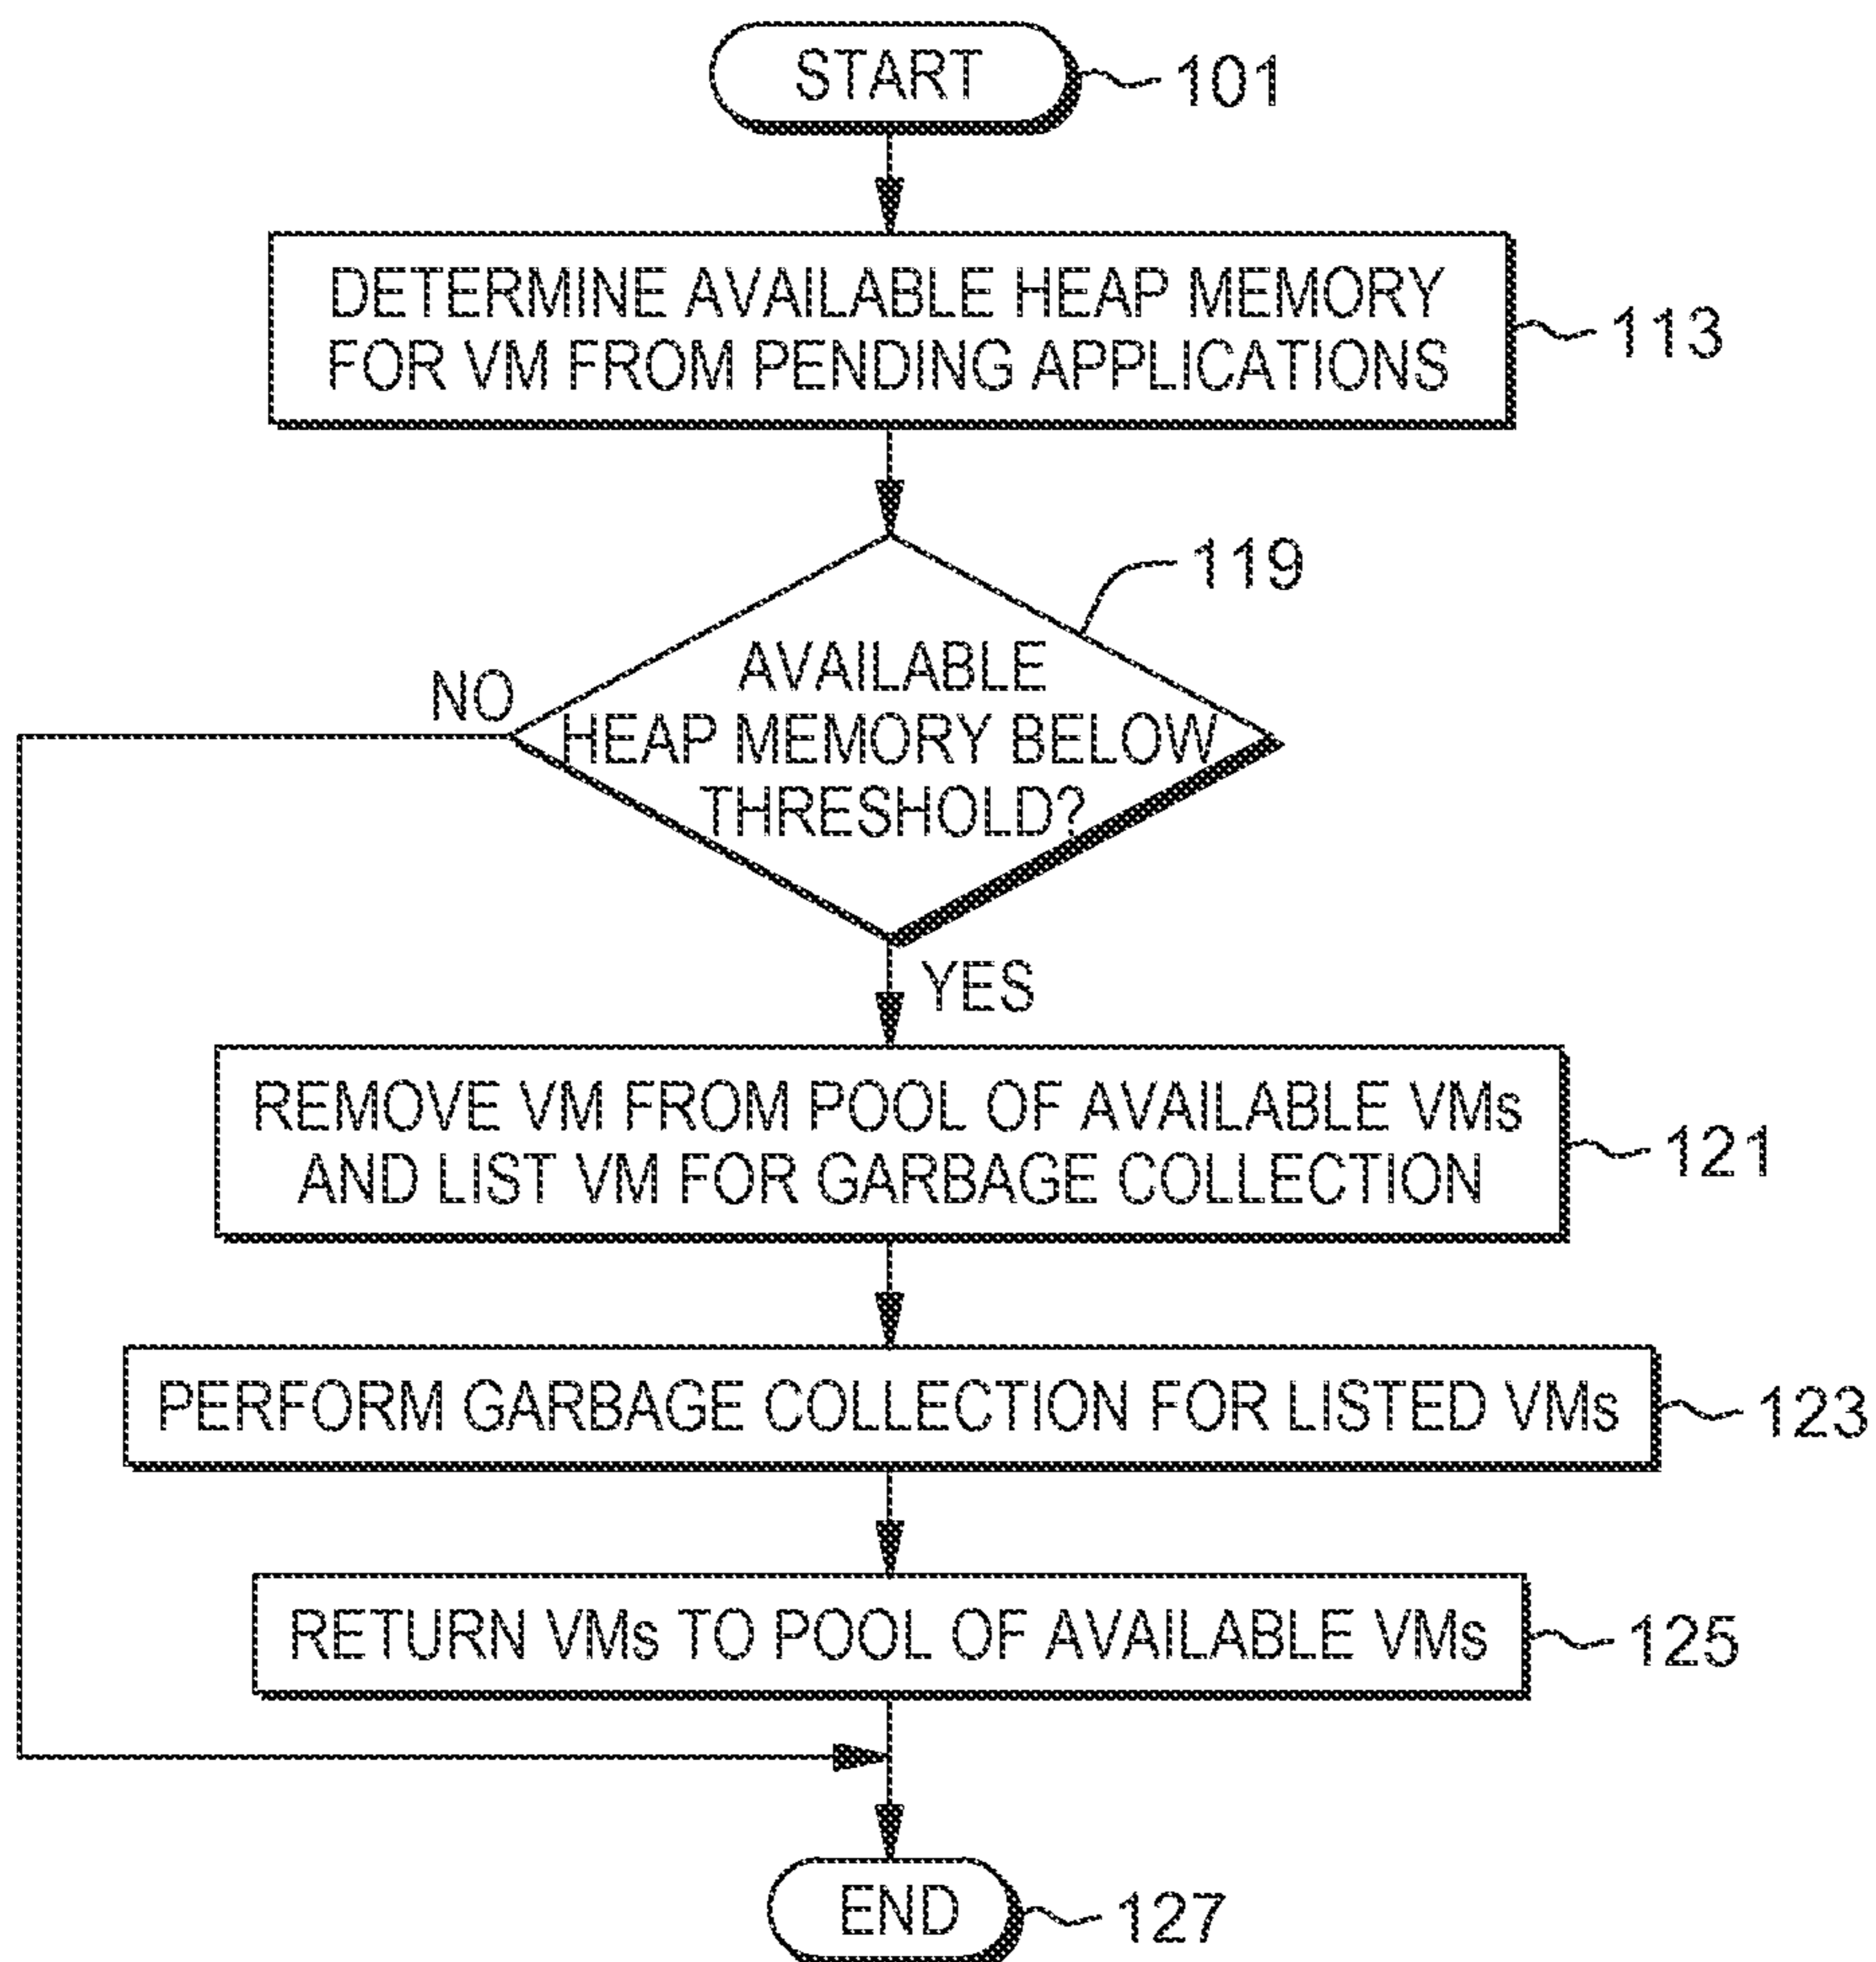 START
101
DETERMINE AVAILABLE HEAP MEMORY
FOR VM FROM PENDING APPLICATIONS
113
119
AVAILABLE
HEAP MEMORY BELOW
THRESHOLD?
NO
YES
REMOVE VM FROM POOL OF AVAILABLE VMs
AND LIST VM FOR GARBAGE COLLECTION
121
PERFORM GARBAGE COLLECTION FOR LISTED VMs
123
RETURN VMs TO POOL OF AVAILABLE VMs
125
END
127